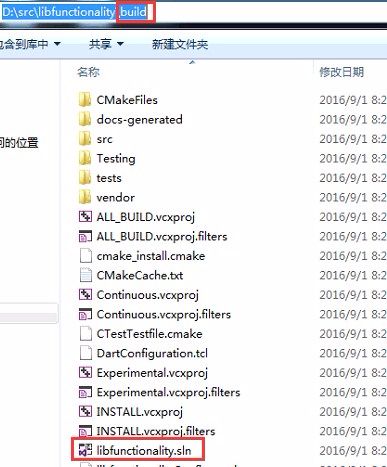 D:\src\libfunctionality\build
包含到库中 共享 新建文件夹
名称 修改日期
的位置
CMakeFiles 2016/9/1 8:2
docs-generated 2016/9/1 8:2
src 2016/9/1 8:2
Testing 2016/9/1 8:2
tests 2016/9/1 8:2
vendor 2016/9/1 8:2
ALL_BUILD.vcxproj 2016/9/1 8:2
ALL_BUILD.vcxproj.filters 2016/9/1 8:2
cmake_install.cmake 2016/9/1 8:2
CMakeCache.txt 2016/9/1 8:2
Continuous.vcxproj 2016/9/1 8:2
Continuous.vcxproj.filters 2016/9/1 8:2
CTestTestfile.cmake 2016/9/1 8:2
DartConfiguration.tcl 2016/9/1 8:2
Experimental.vcxproj 2016/9/1 8:2
Experimental.vcxproj.filters 2016/9/1 8:2
INSTALL.vcxproj 2016/9/1 8:2
INSTALL.vcxproj.filters 2016/9/1 8:2
libfunctionality.sln 2016/9/1 8:2